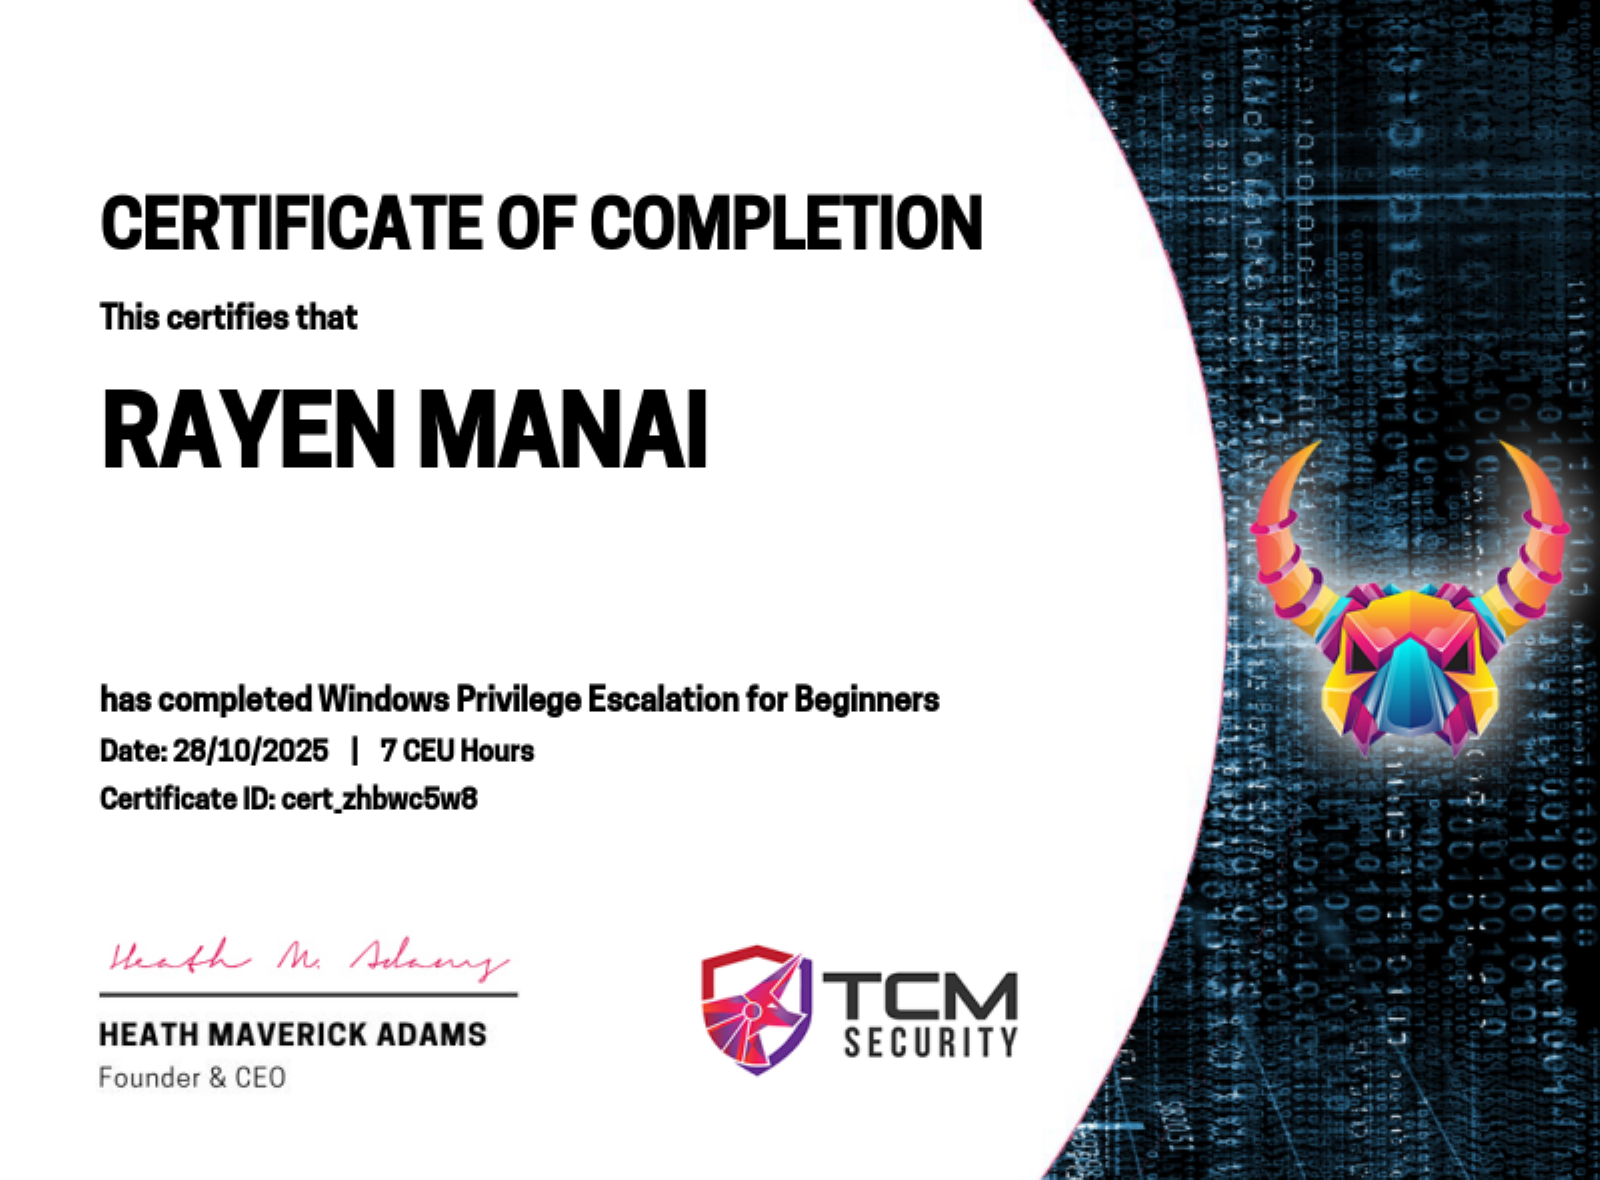 CERTIFICATE OF COMPLETION
This certifies that
RAYEN MANAI
has completed Windows Privilege Escalation for Beginners
Date: 28/10/2025 | 7 CEU Hours
Certificate ID: cert_zhbwc5w8
Heath M. Adams
HEATH MAVERICK ADAMS
Founder & CEO
TCM
SECURITY